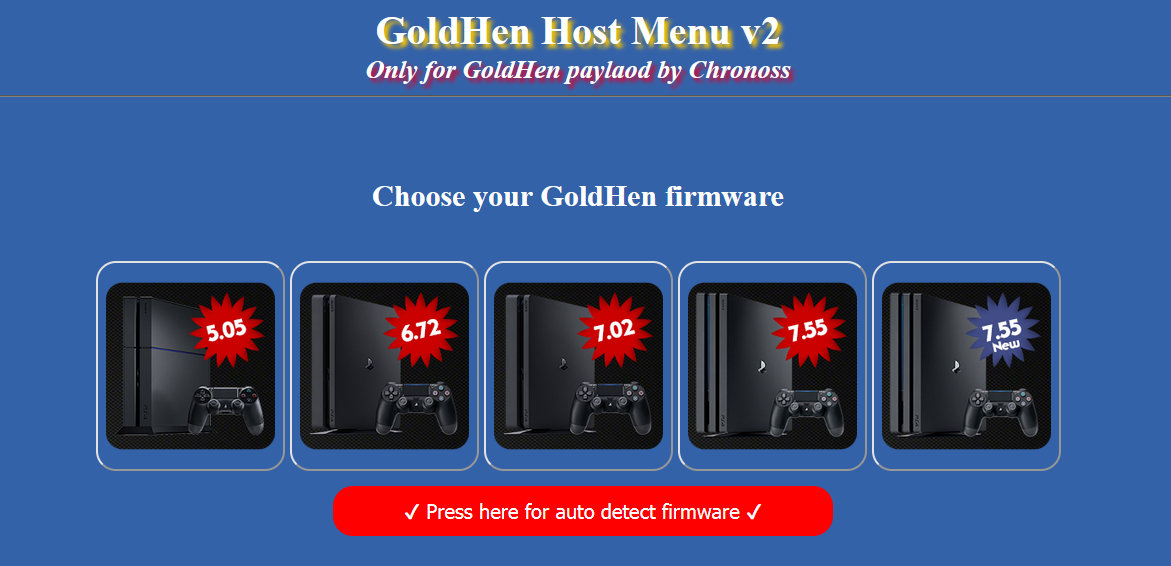 GoldHen Host Menu v2
Only for GoldHen paylaod by Chronoss
Choose your GoldHen firmware
5.05
6.72
7.02
7.55
7.55
New
✓ Press here for auto detect firmware ✓